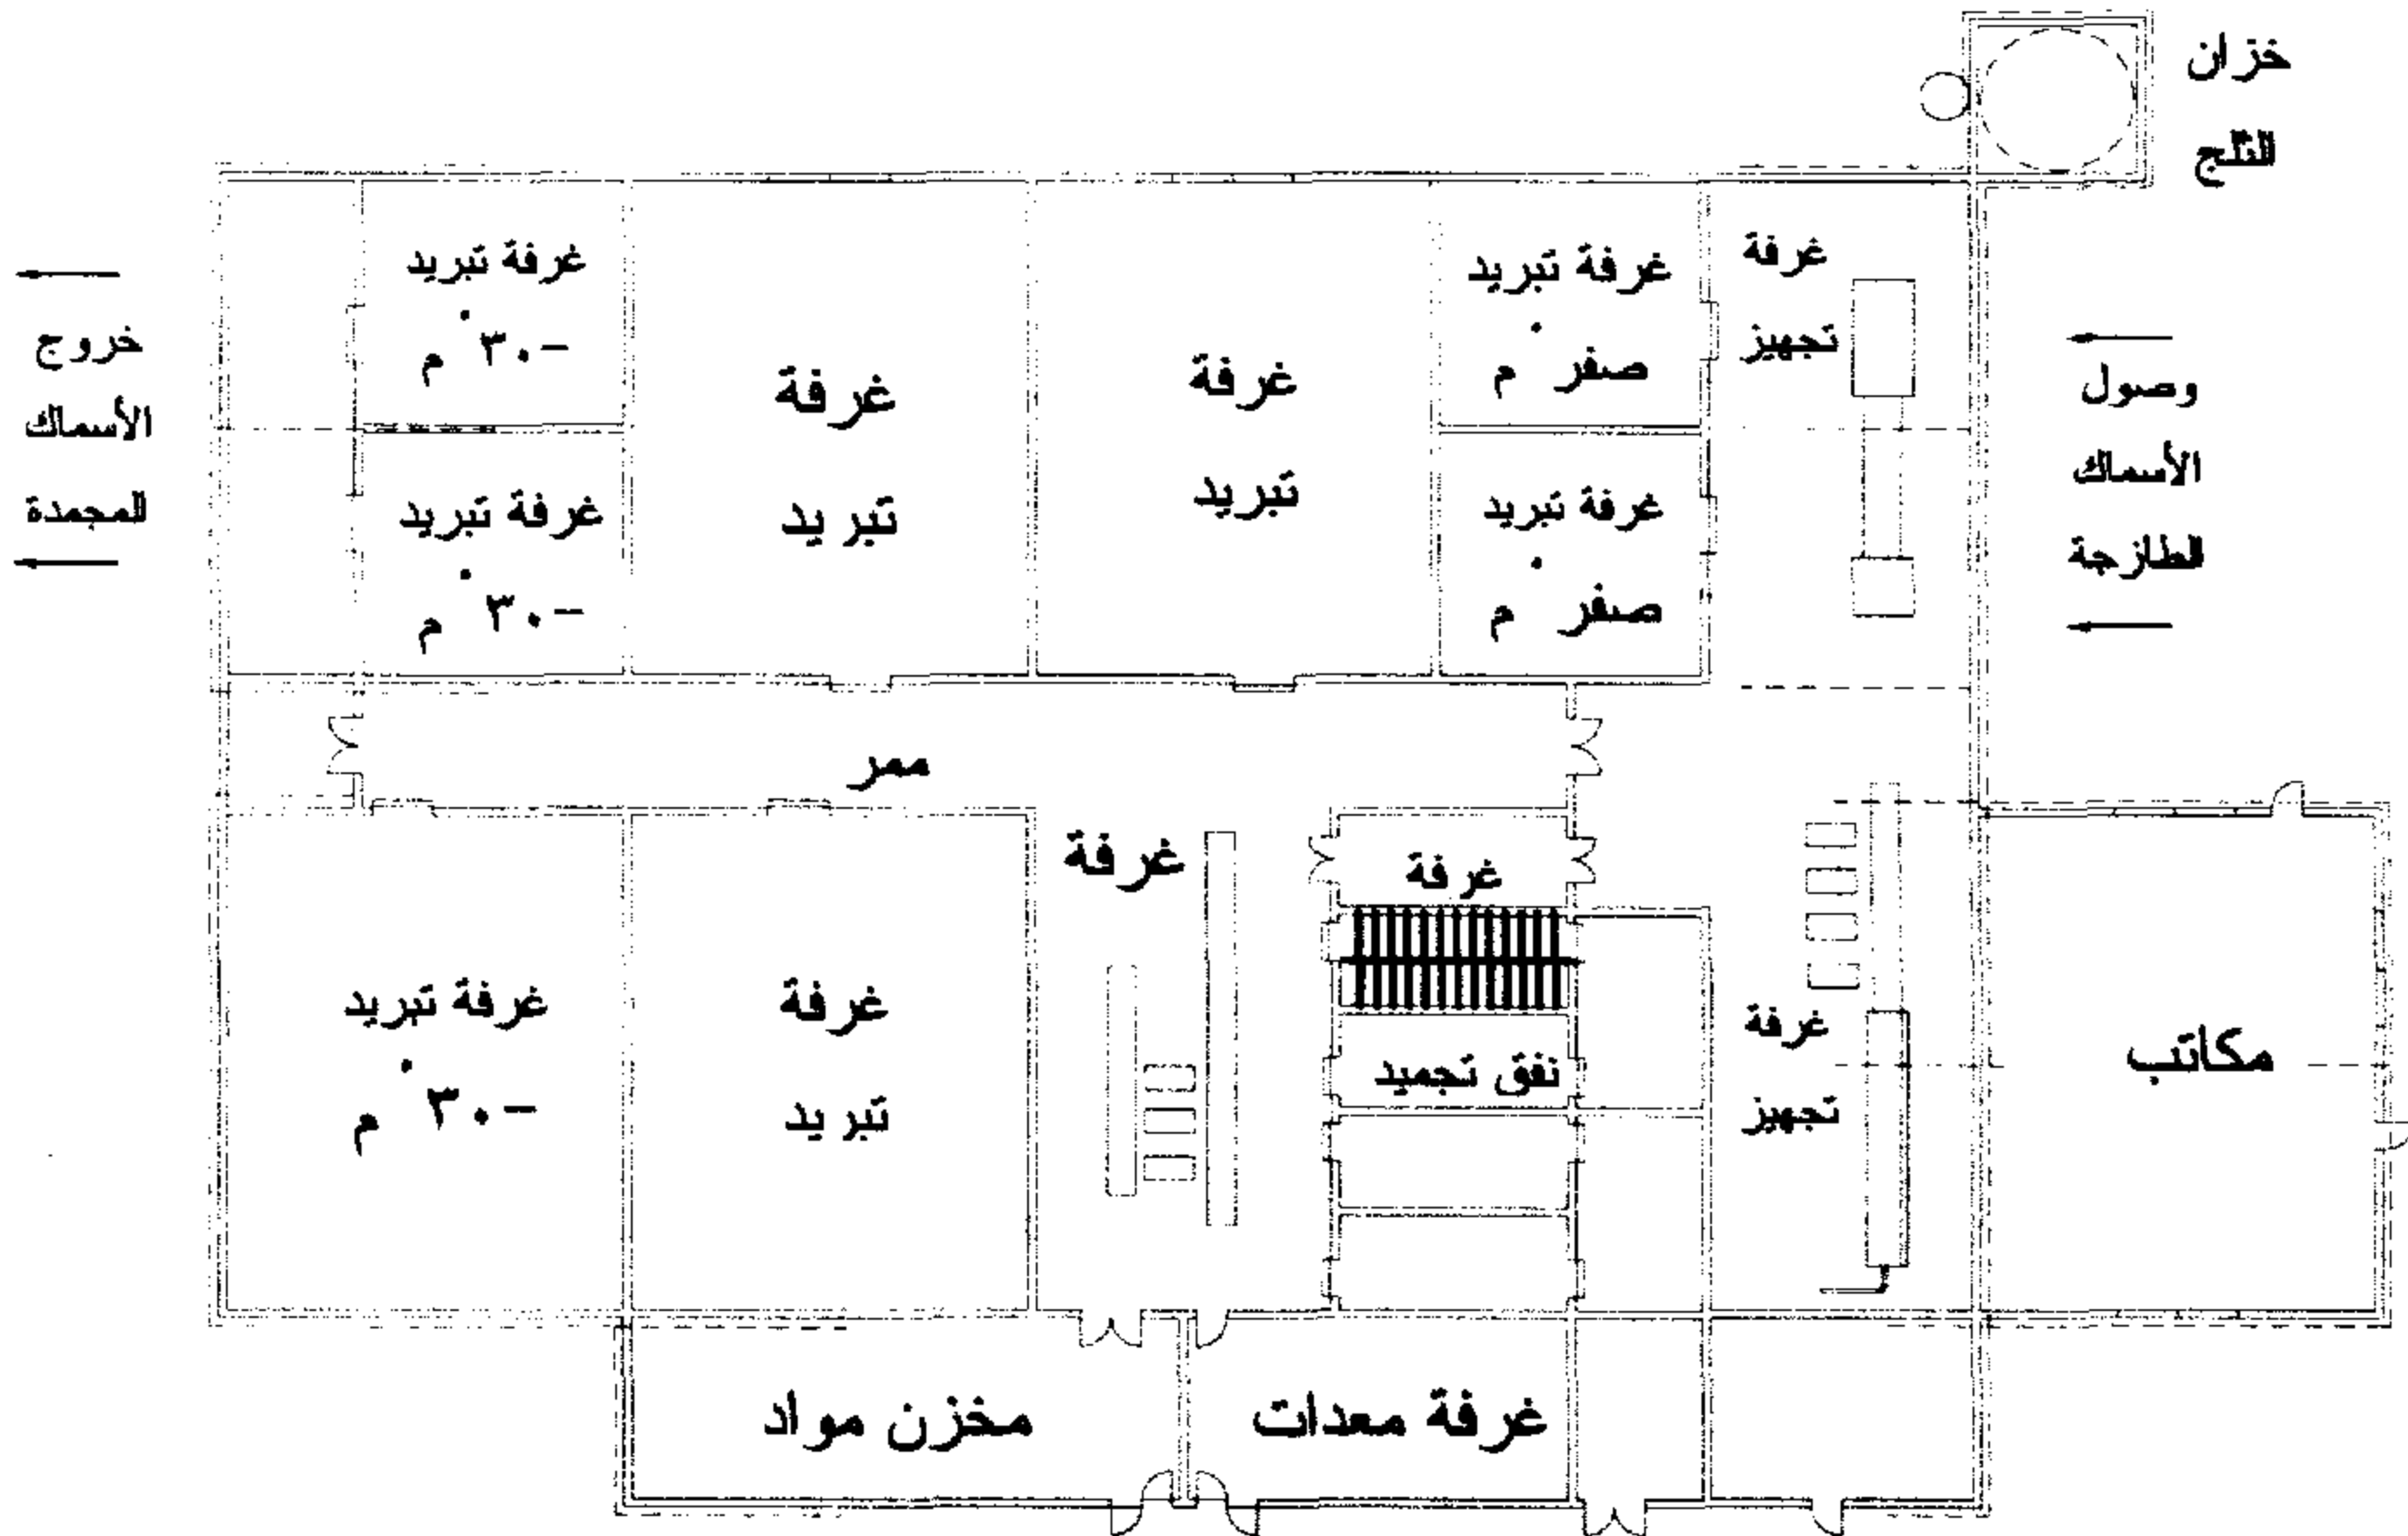 خزان
الثلج
وصول
الأسماك
الطازجة
غرفة
تجهيز
غرفة تبريد
صفر °م
غرفة تبريد
صفر °م
غرفة
تبريد
غرفة
تبريد
غرفة تبريد
-٣٠ °م
غرفة تبريد
-٣٠ °م
خروج
الأسماك
المجمدة
ممر
مكاتب
غرفة
تجهيز
غرفة
نفق تجميد
غرفة
غرفة
تبريد
غرفة تبريد
-٣٠ °م
غرفة معدات
مخزن مواد